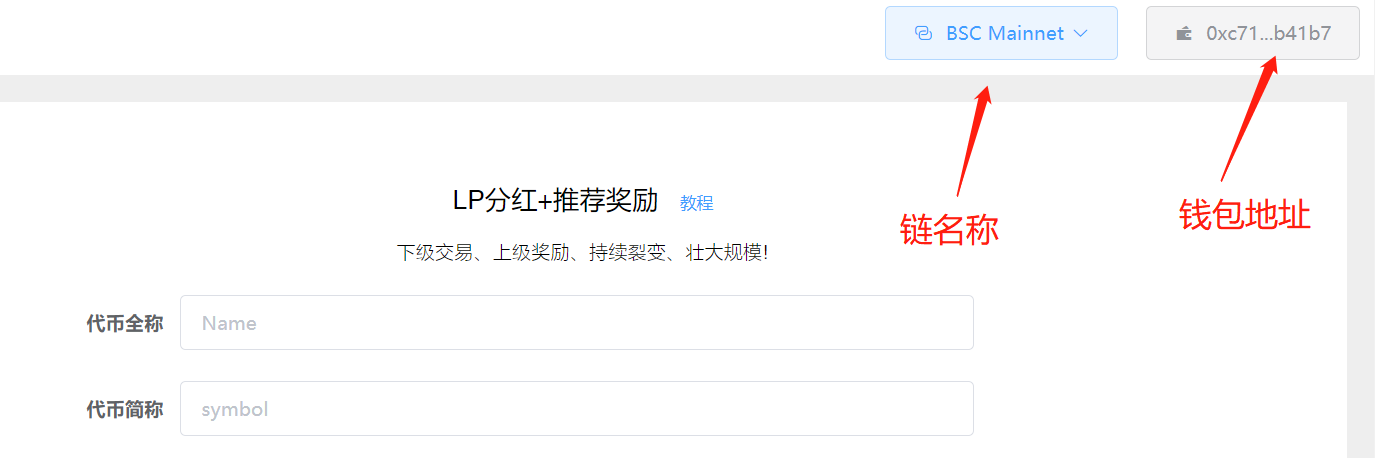 BSC Mainnet
0xc71...b41b7
链名称
钱包地址
LP分红+推荐奖励 教程
下级交易、上级奖励、持续裂变、壮大规模!
代币全称 Name
代币简称 symbol